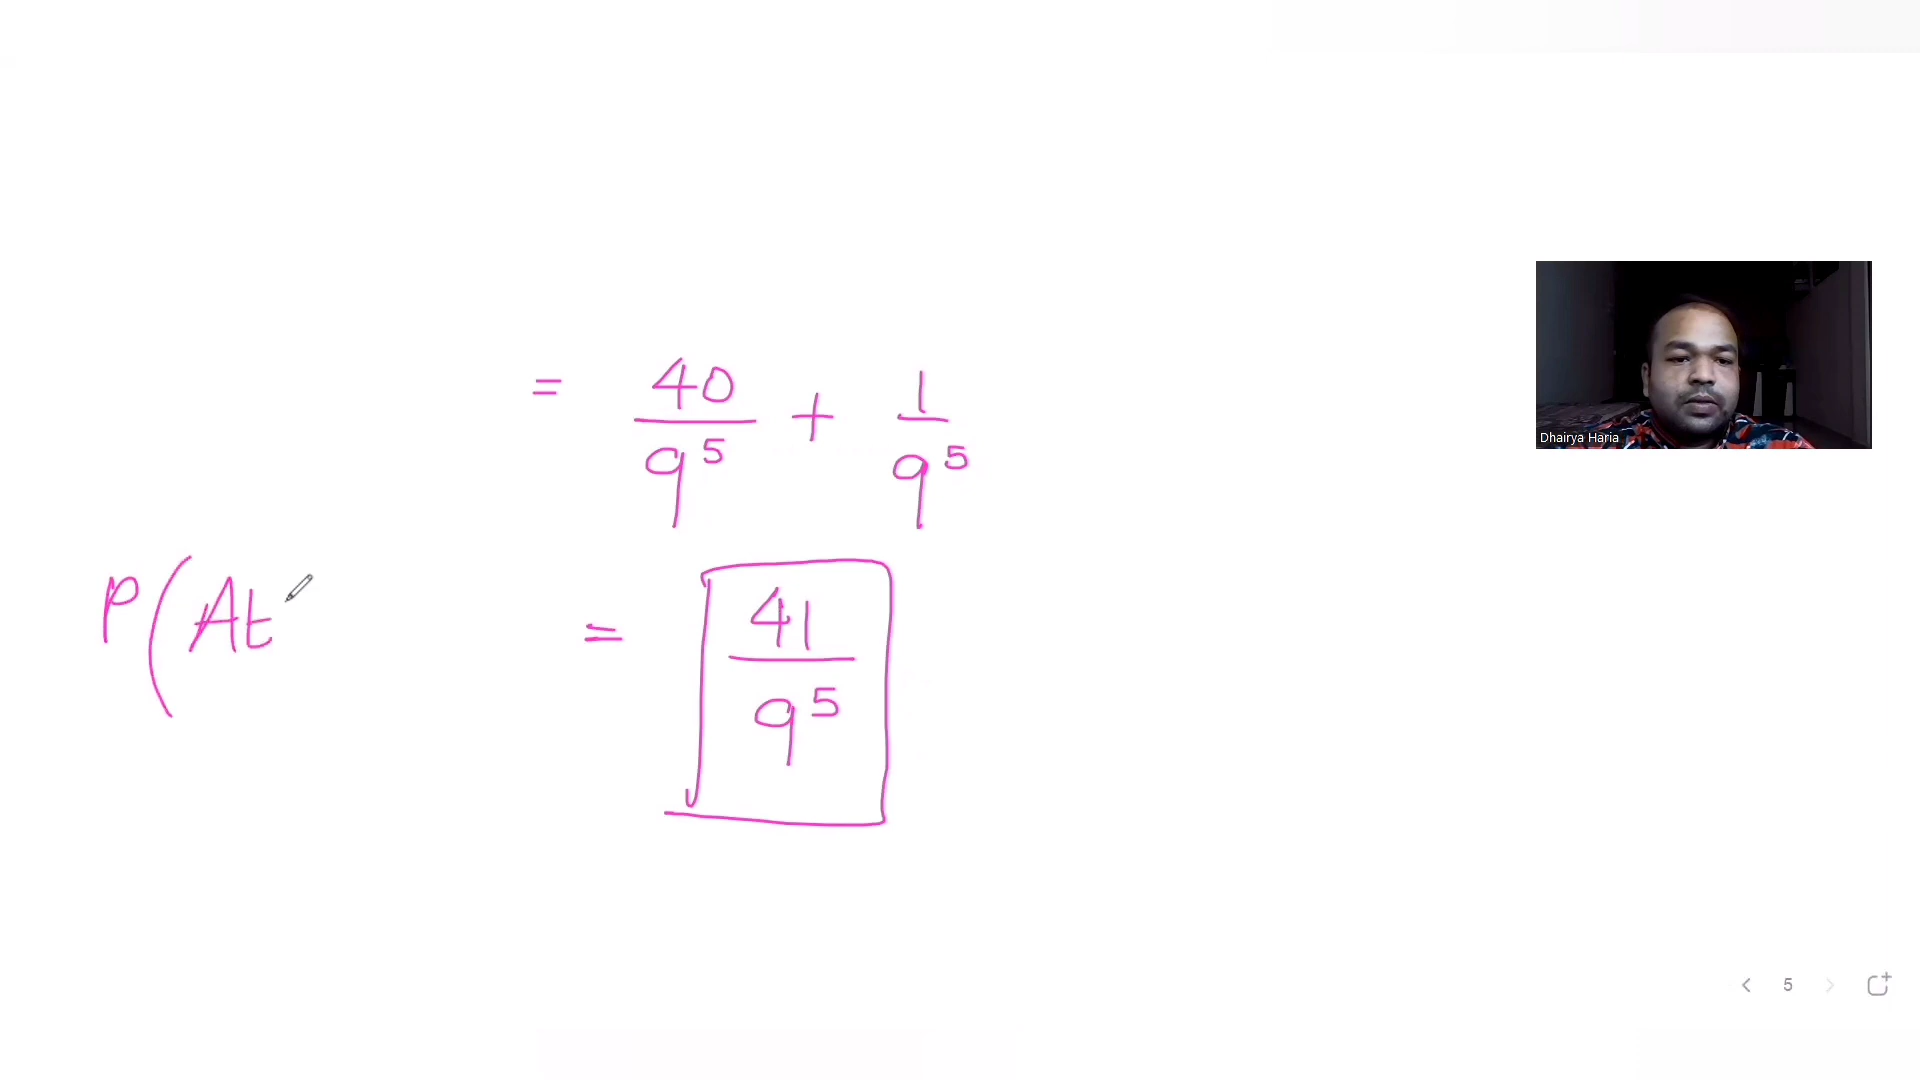 = 40/9^5 + 1/9^5
P(At = 41/9^5
Dhairya Haria
5